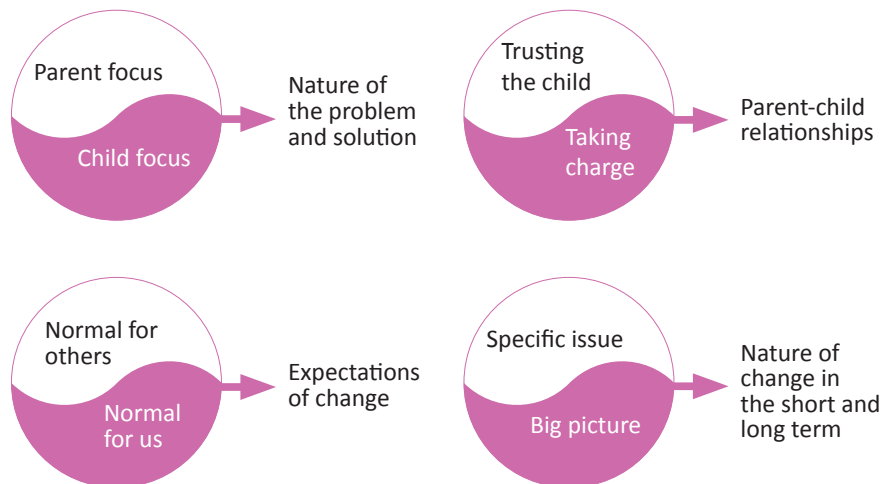 Parent focus
Child focus
Nature of
the problem
and solution
Trusting
the child
Taking
charge
Parent-child
relationships
Normal for
others
Normal
for us
Expectations
of change
Specific issue
Big picture
Nature of
change in
the short and
long term